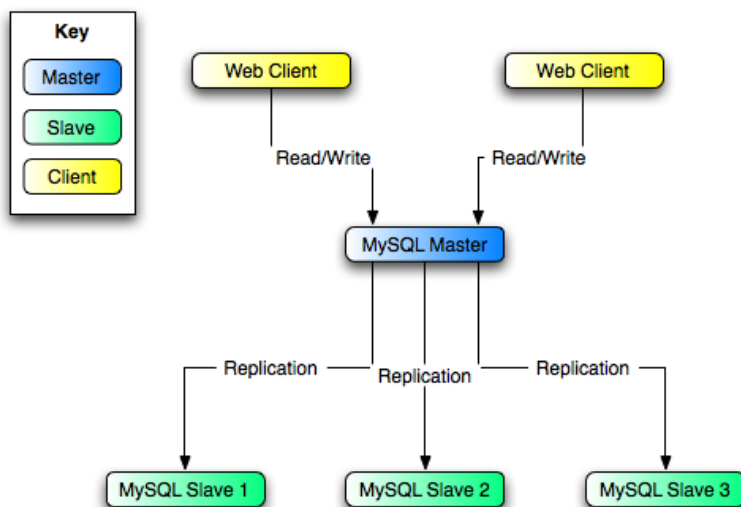 Key
Master
Slave
Client
Web Client
Web Client
Read/Write
Read/Write
MySQL Master
Replication
Replication
Replication
MySQL Slave 1
MySQL Slave 2
MySQL Slave 3